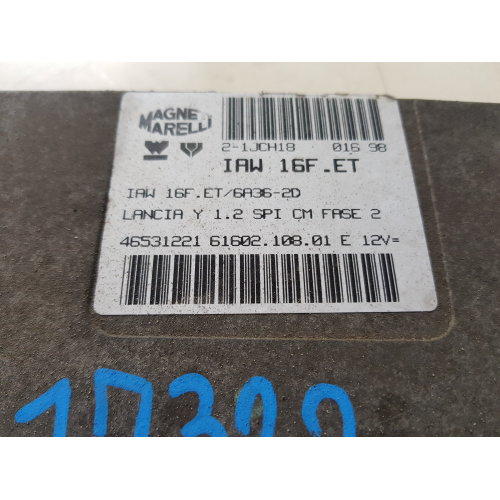 MAGNETI
MARELLI
2-1JCH18 016 98
IAW 16F.ET
IAW 16F.ET/6A36-2D
LANCIA Y 1.2 SPI CM FASE 2
46531221 61602.108.01 E 12V=